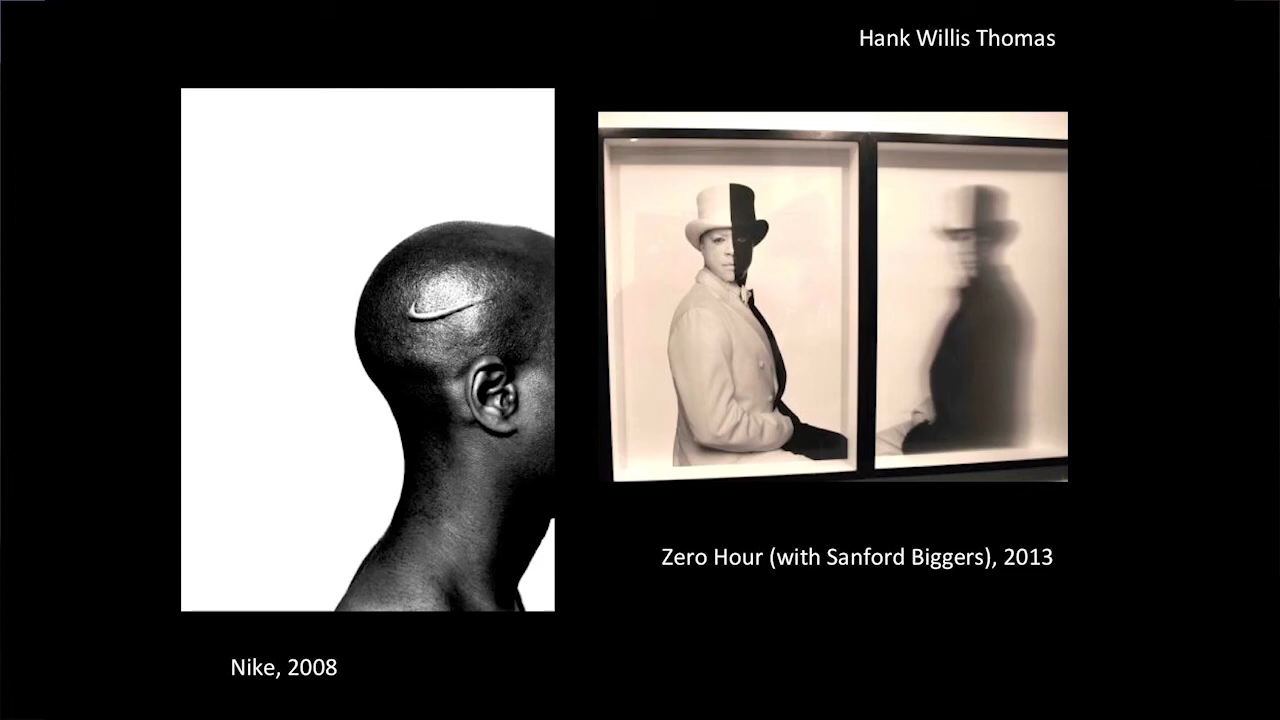 Hank Willis Thomas
Zero Hour (with Sanford Biggers), 2013
Nike, 2008